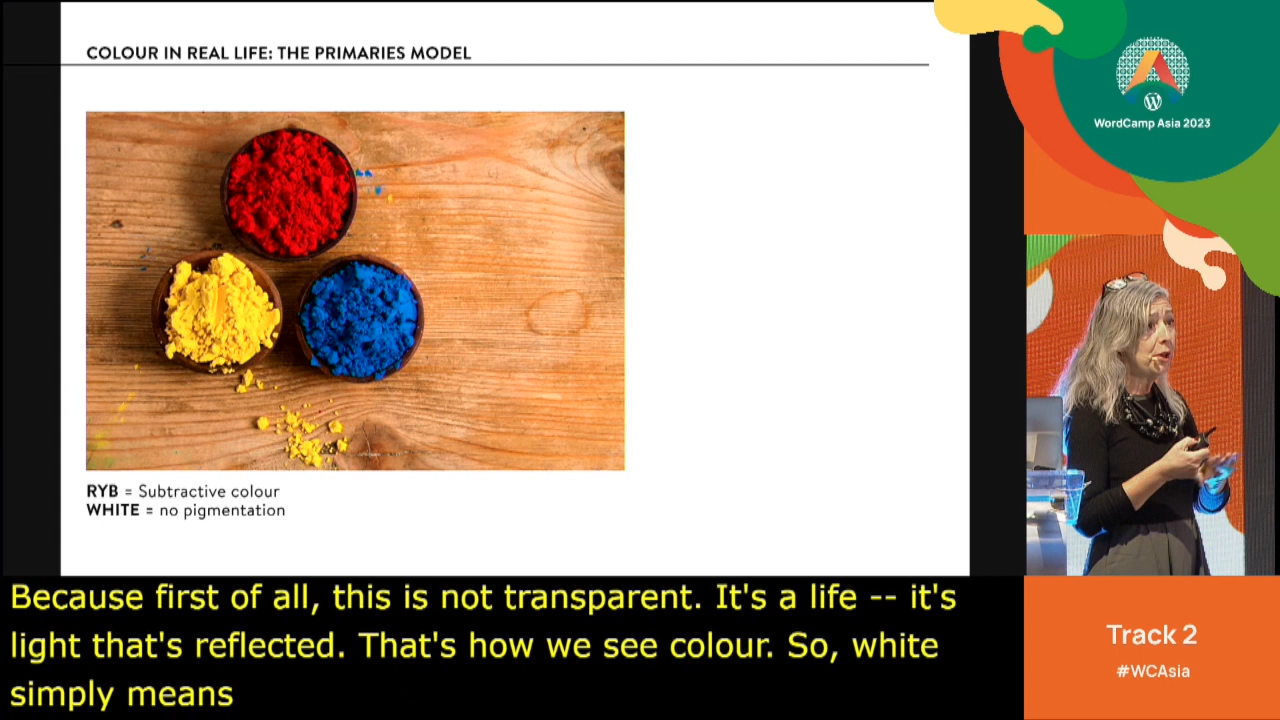 COLOUR IN REAL LIFE: THE PRIMARIES MODEL
RYB = Subtractive colour
WHITE = no pigmentation
Because first of all, this is not transparent. It's a life -- it's
light that's reflected. That's how we see colour. So, white
simply means
WordCamp Asia 2023
Track 2
#WCAsia